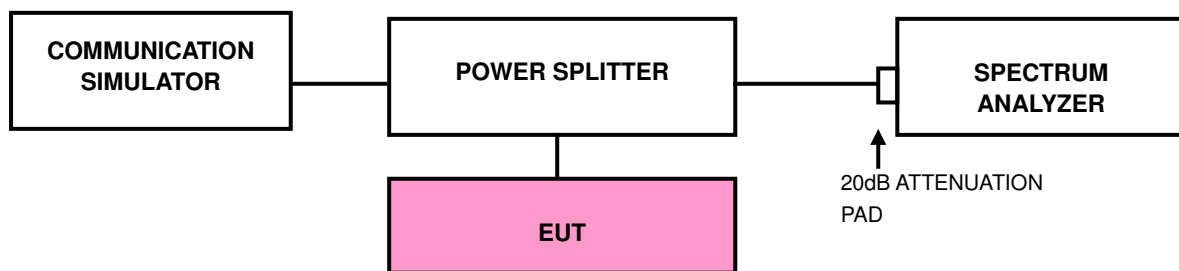 COMMUNICATION
SIMULATOR
POWER SPLITTER
SPECTRUM
ANALYZER
20dB ATTENUATION
PAD
EUT